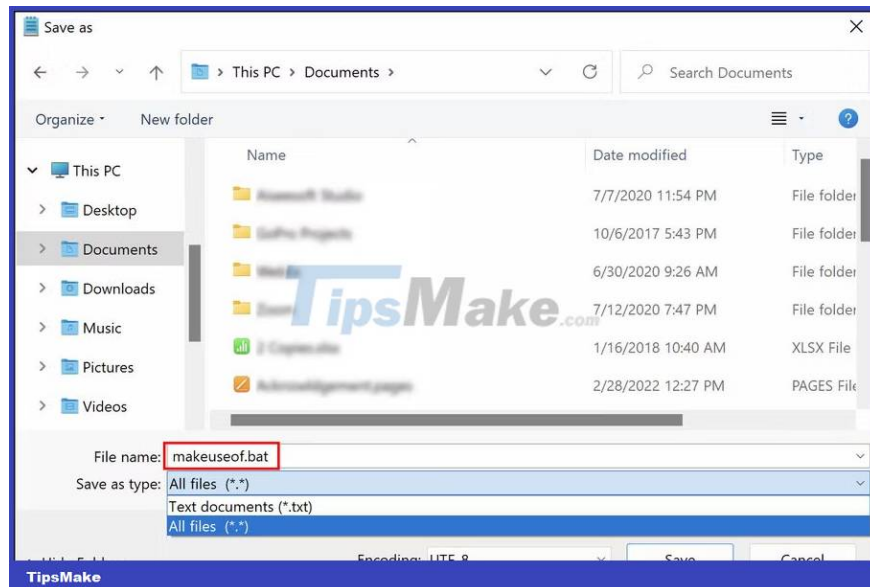 Save as
This PC > Documents >
Search Documents
Organize
New folder
Name
Date modified
Type
This PC
Desktop
Documents
Downloads
Music
Pictures
Videos
7/7/2020 11:54 PM
File folder
10/6/2017 5:43 PM
File folder
6/30/2020 9:26 AM
File folder
Zoom
7/12/2020 7:47 PM
File folder
1/16/2018 10:40 AM
XLSX File
2/28/2022 12:27 PM
PAGES File
TipsMake.com
File name: makeuseof.bat
Save as type: All files (*.*)
Text documents (*.txt)
All files (*.*)
Encoding: UTF-8
Save
Cancel
TipsMake